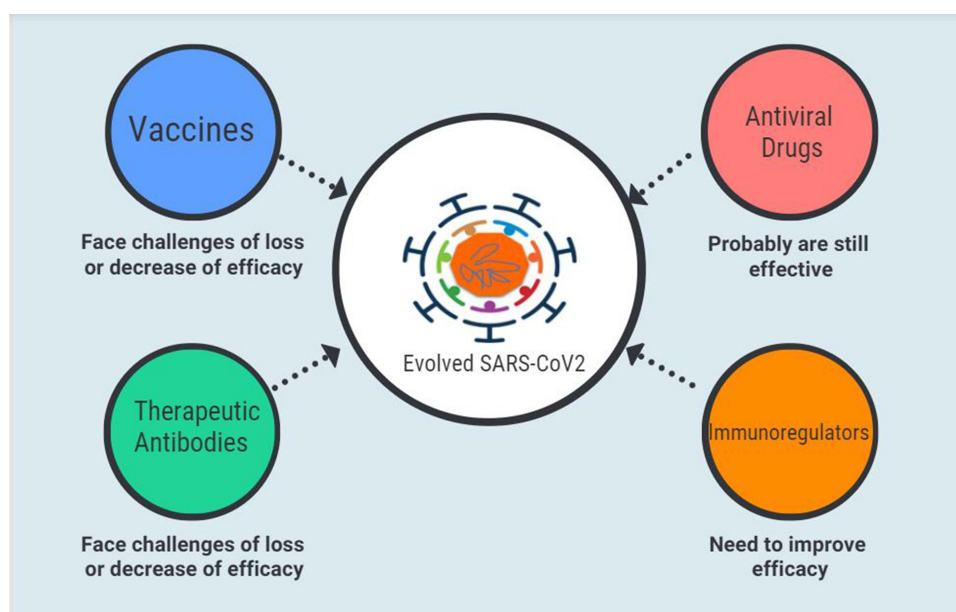 Vaccines
Face challenges of loss
or decrease of efficacy
Antiviral
Drugs
Probably are still
effective
Evolved SARS-CoV2
Therapeutic
Antibodies
Face challenges of loss
or decrease of efficacy
Immunoregulators
Need to improve
efficacy